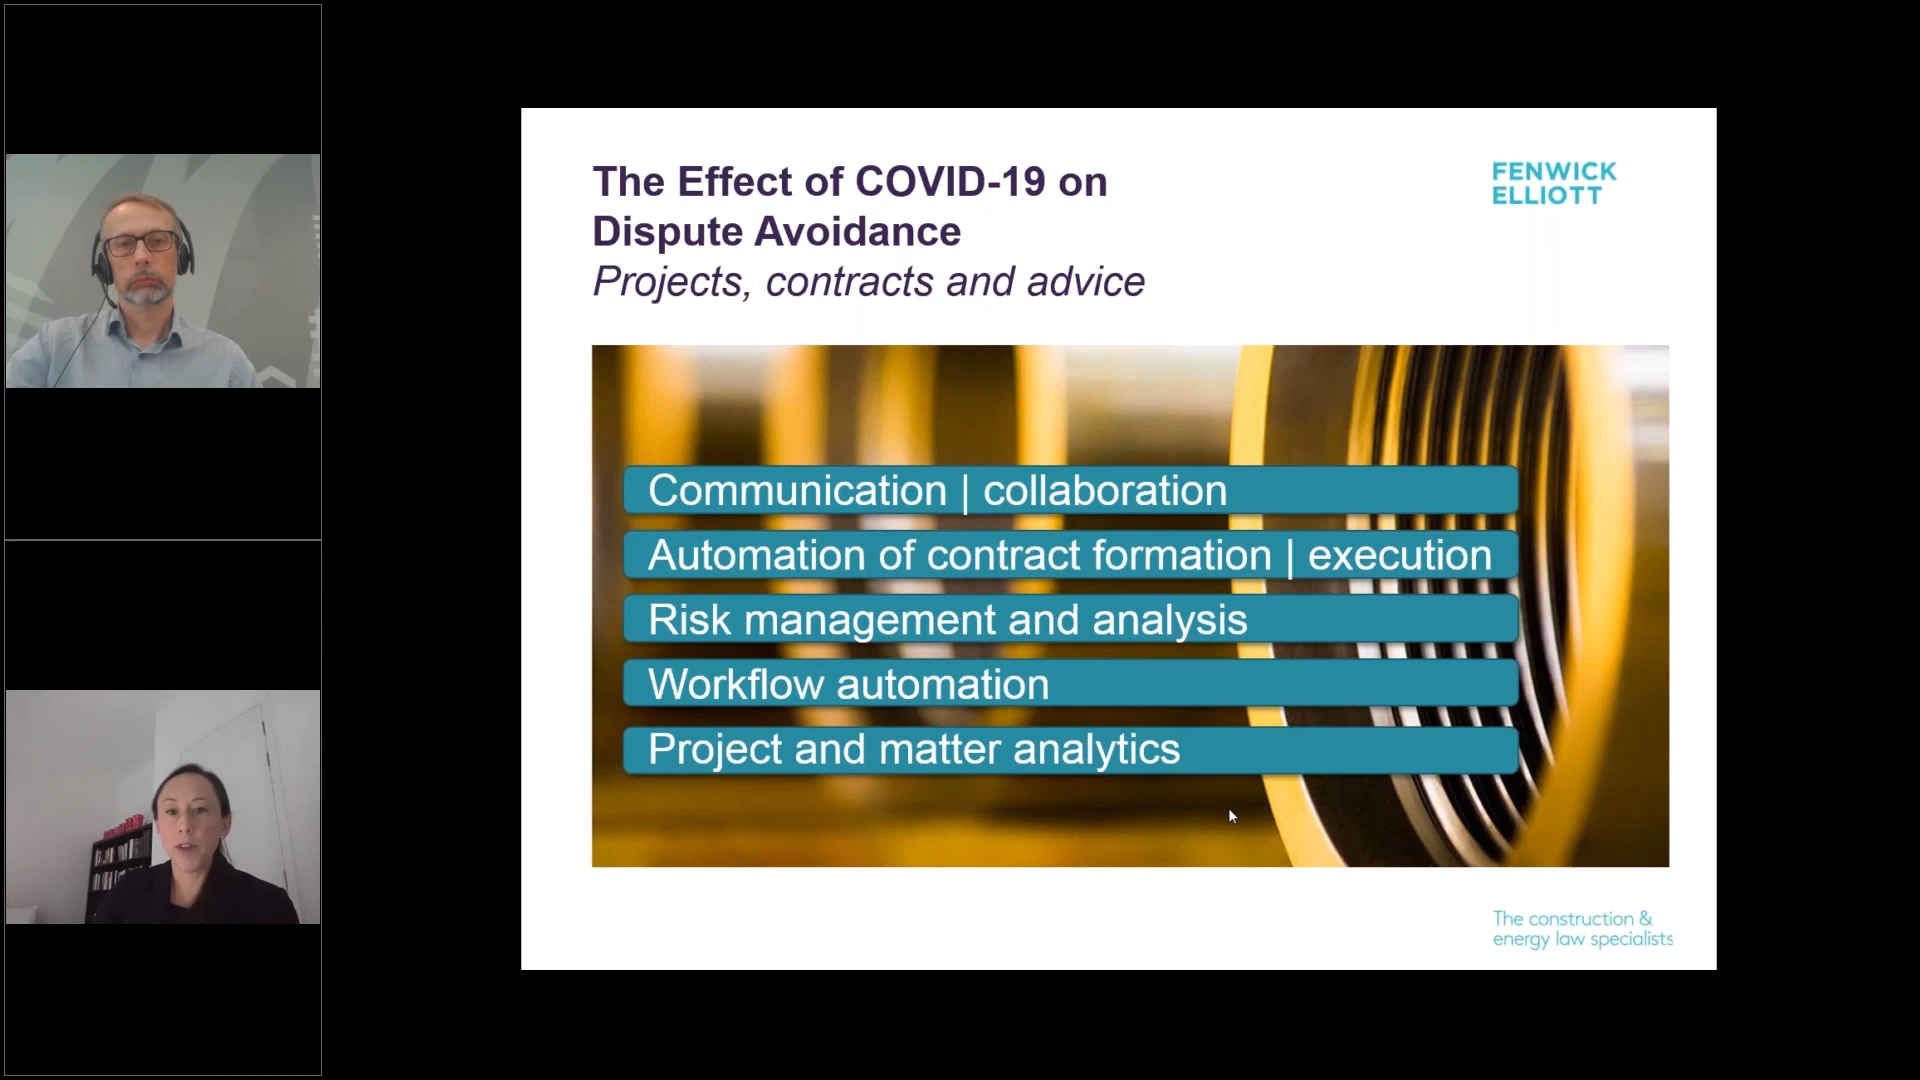 The Effect of COVID-19 on
Dispute Avoidance
Projects, contracts and advice
FENWICK
ELLIOTT
Communication | collaboration
Automation of contract formation | execution
Risk management and analysis
Workflow automation
Project and matter analytics
The construction &
energy law specialists